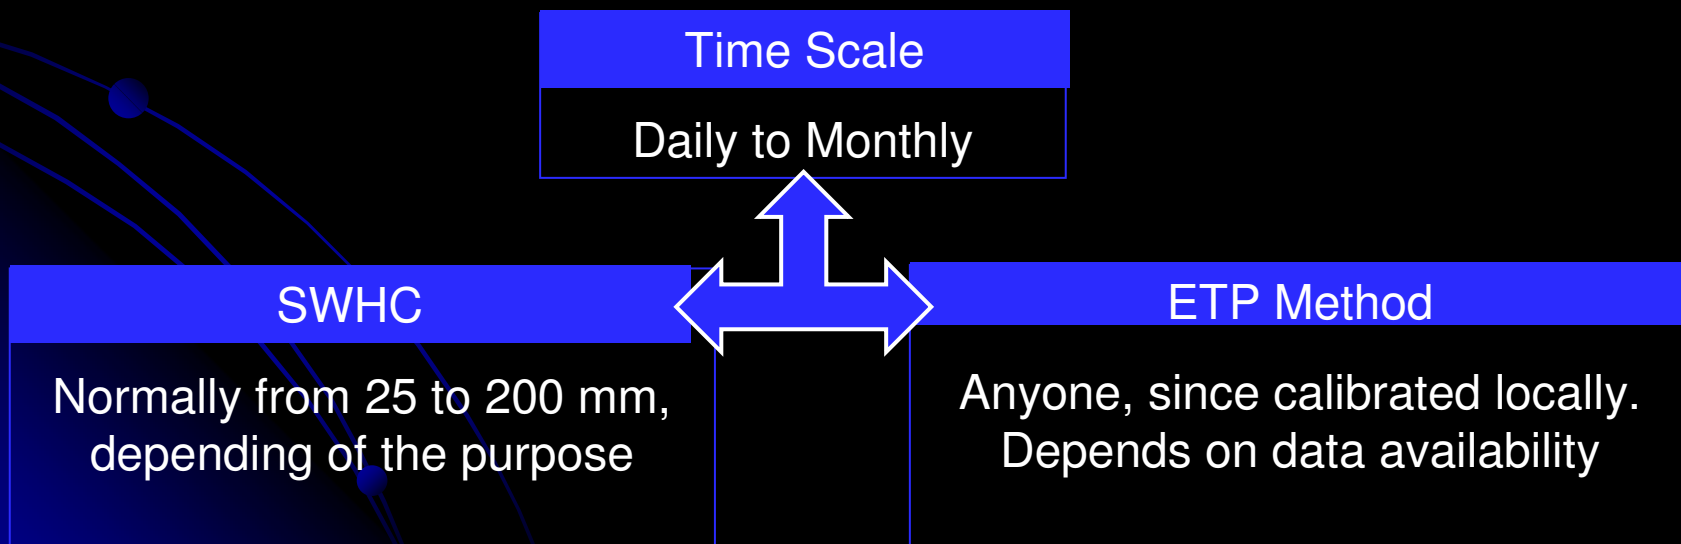 Time Scale
Daily to Monthly
SWHC
Normally from 25 to 200 mm,
depending of the purpose
ETP Method
Anyone, since calibrated locally.
Depends on data availability